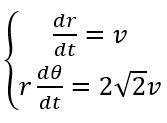 { dr/dt = v
r dθ/dt = 2√2v